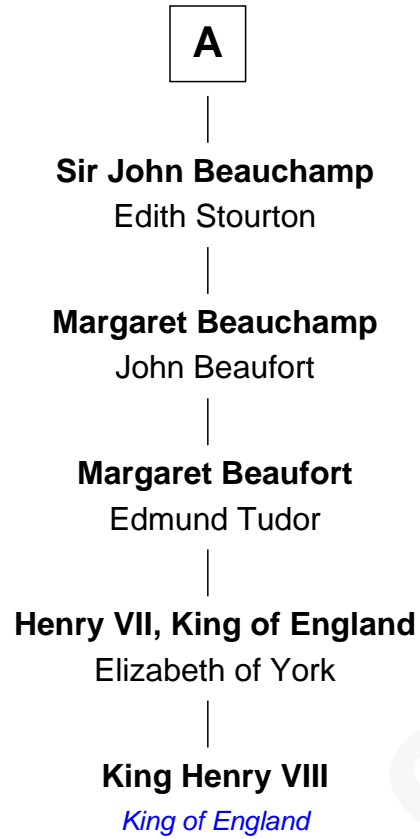 A
Sir John Beauchamp
Edith Stourton
Margaret Beauchamp
John Beaufort
Margaret Beaufort
Edmund Tudor
Henry VII, King of England
Elizabeth of York
King Henry VIII
King of England